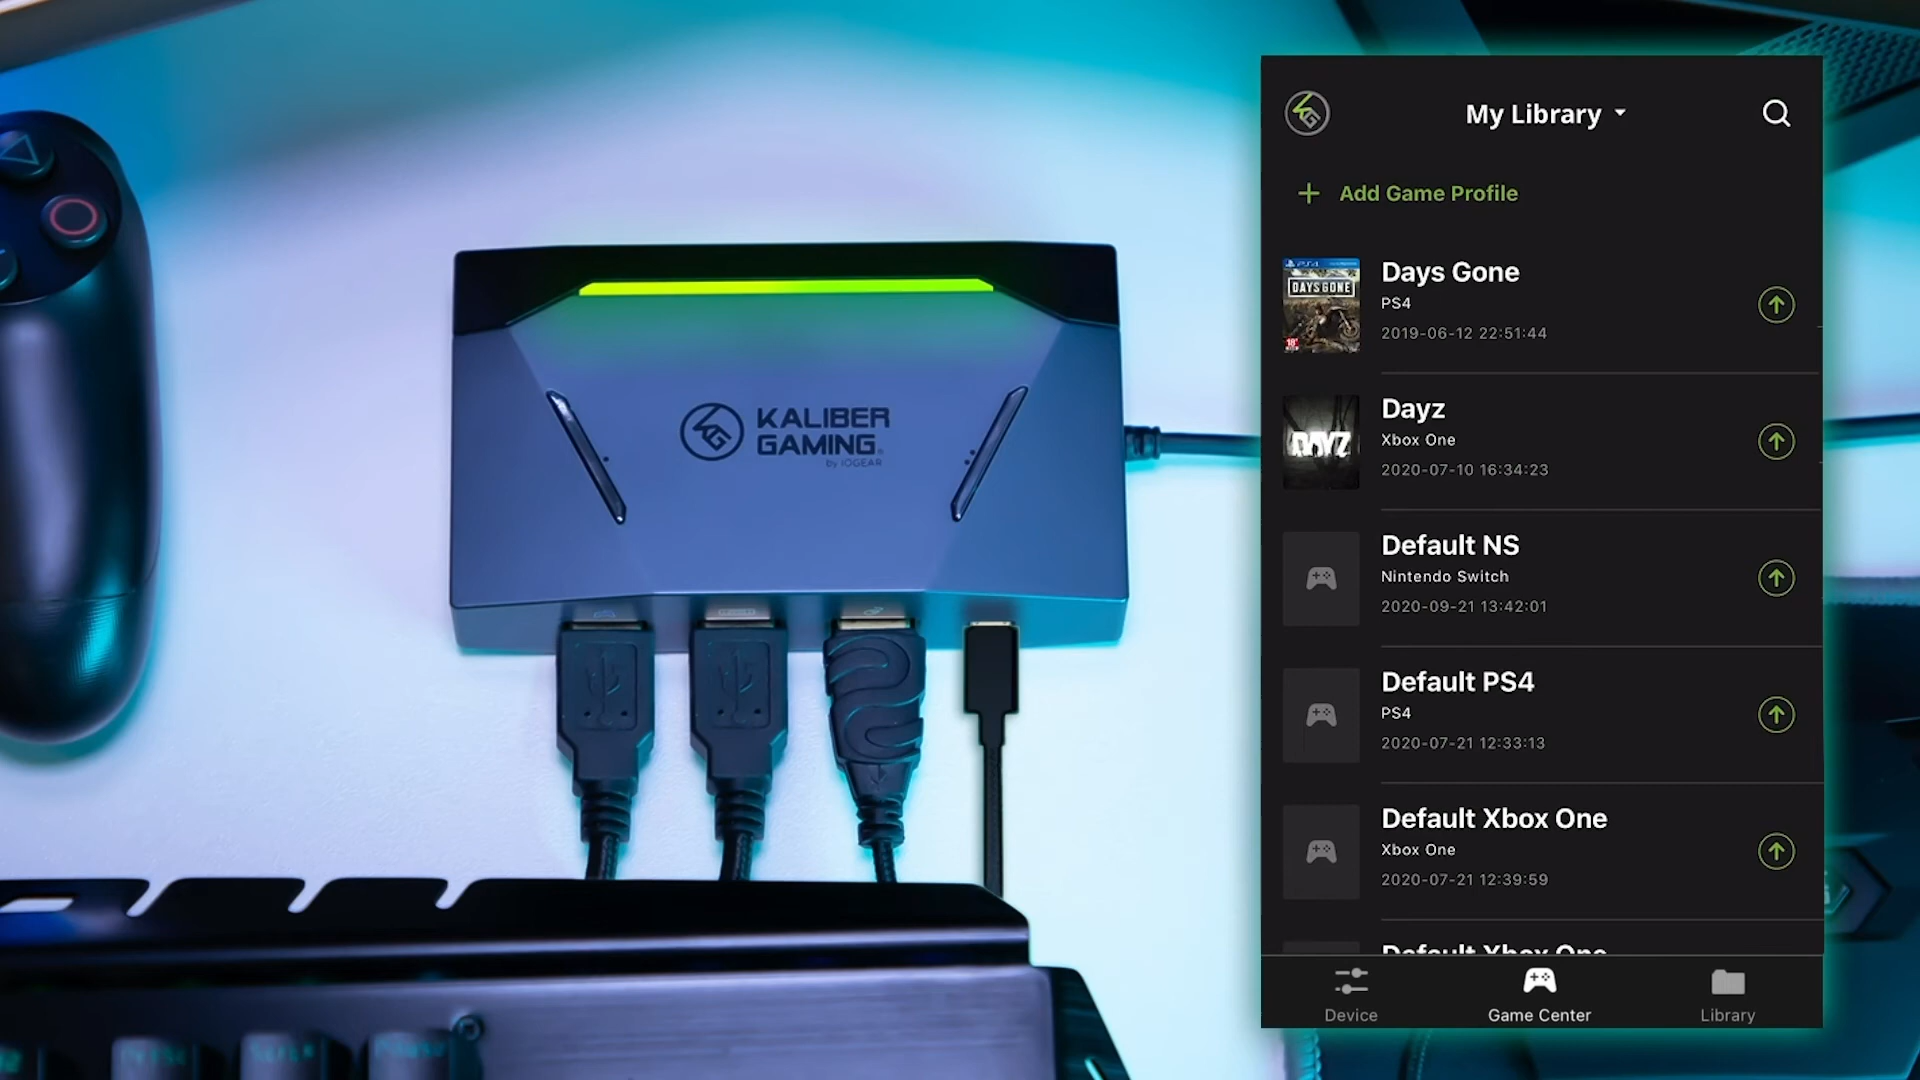 KALIBER
GAMING
by IOGEAR
My Library
Add Game Profile
DAYS GONE
Days Gone
PS4
2019-06-12 22:51:44
DAYZ
Dayz
Xbox One
2020-07-10 16:34:23
Default NS
Nintendo Switch
2020-09-21 13:42:01
Default PS4
PS4
2020-07-21 12:33:13
Default Xbox One
Xbox One
2020-07-21 12:39:59
Default Xbox One
Device
Game Center
Library